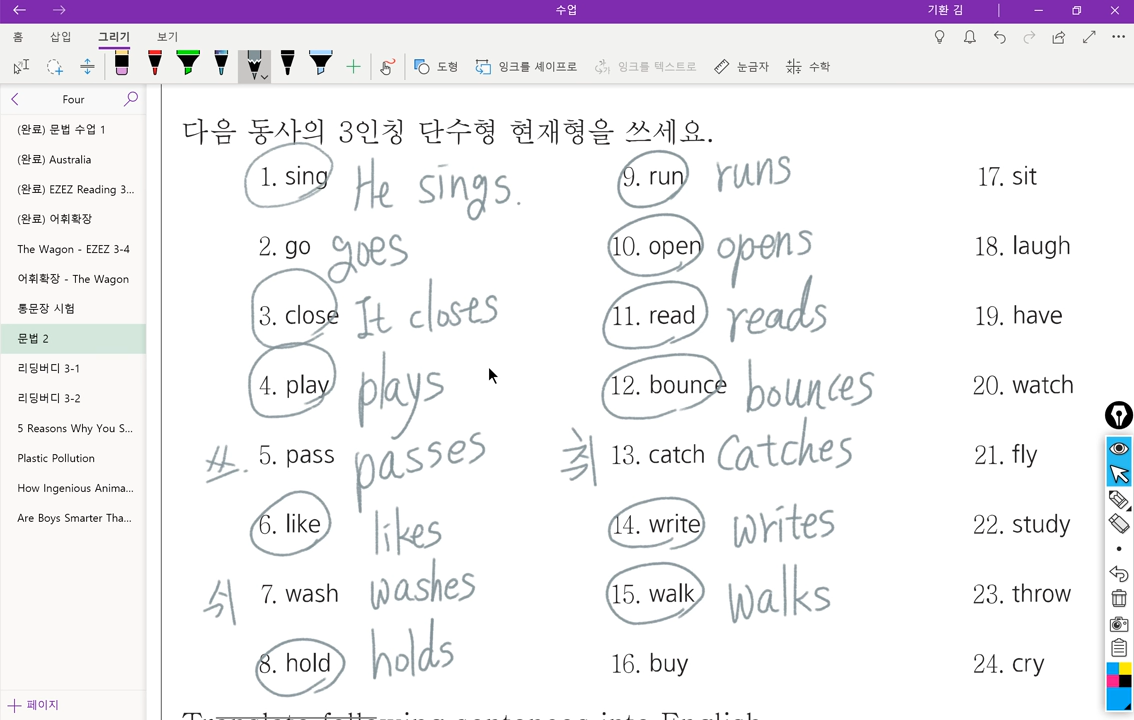 수업
기환 김
홈 삽입 그리기 보기
도형 잉크를 셰이프로 잉크를 텍스트로 눈금자 수학
Four
(완료) 문법 수업 1
(완료) Australia
(완료) EZEZ Reading 3...
(완료) 어휘확장
The Wagon - EZEZ 3-4
어휘확장 - The Wagon
통문장 시험
문법 2
리딩버디 3-1
리딩버디 3-2
5 Reasons Why You S...
Plastic Pollution
How Ingenious Anima...
Are Boys Smarter Tha...
페이지
다음 동사의 3인칭 단수형 현재형을 쓰세요.
1. sing He sings.
2. go goes
3. close It closes
4. play plays
쓰. 5. pass passes
6. like likes
쉬 7. wash washes
8. hold holds
9. run runs
10. open opens
11. read reads
12. bounce bounces
취 13. catch catches
14. write writes
15. walk walks
16. buy
17. sit
18. laugh
19. have
20. watch
21. fly
22. study
23. throw
24. cry
Translate following sentences into English